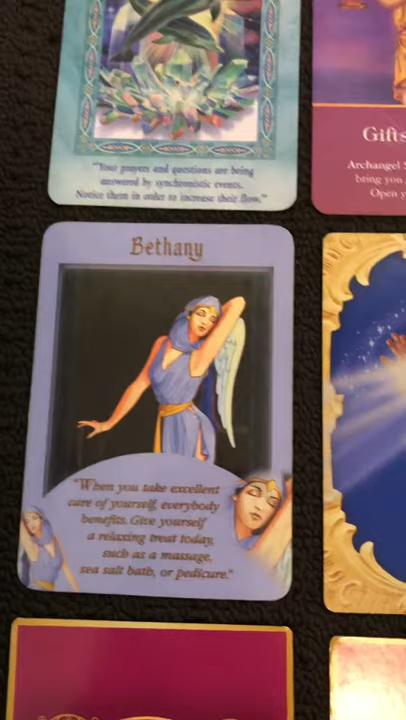 "Your prayers and questions are being
answered by synchronistic events.
Notice them in order to increase their flow."
Gifts
Archangel S
bring you
Open y
Bethany
"When you take excellent
care of yourself, everybody
benefits. Give yourself
a relaxing treat today,
such as a massage,
sea salt bath, or pedicure."